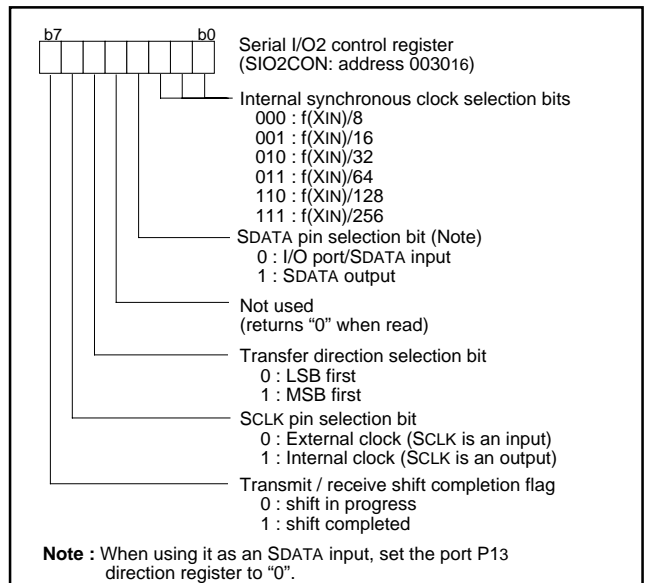 b7 b0
Serial I/O2 control register
(SIO2CON: address 003016)
Internal synchronous clock selection bits
000 : f(XIN)/8
001 : f(XIN)/16
010 : f(XIN)/32
011 : f(XIN)/64
110 : f(XIN)/128
111 : f(XIN)/256
SDATA pin selection bit (Note)
0 : I/O port/SDATA input
1 : SDATA output
Not used
(returns “0” when read)
Transfer direction selection bit
0 : LSB first
1 : MSB first
SCLK pin selection bit
0 : External clock (SCLK is an input)
1 : Internal clock (SCLK is an output)
Transmit / receive shift completion flag
0 : shift in progress
1 : shift completed
Note : When using it as an SDATA input, set the port P13
direction register to “0”.